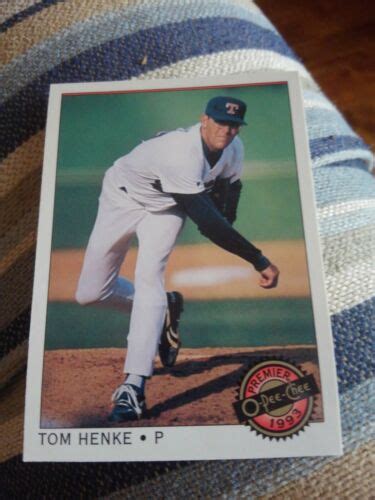 T
PREMIER
O-Pee-Chee
1993
TOM HENKE • P